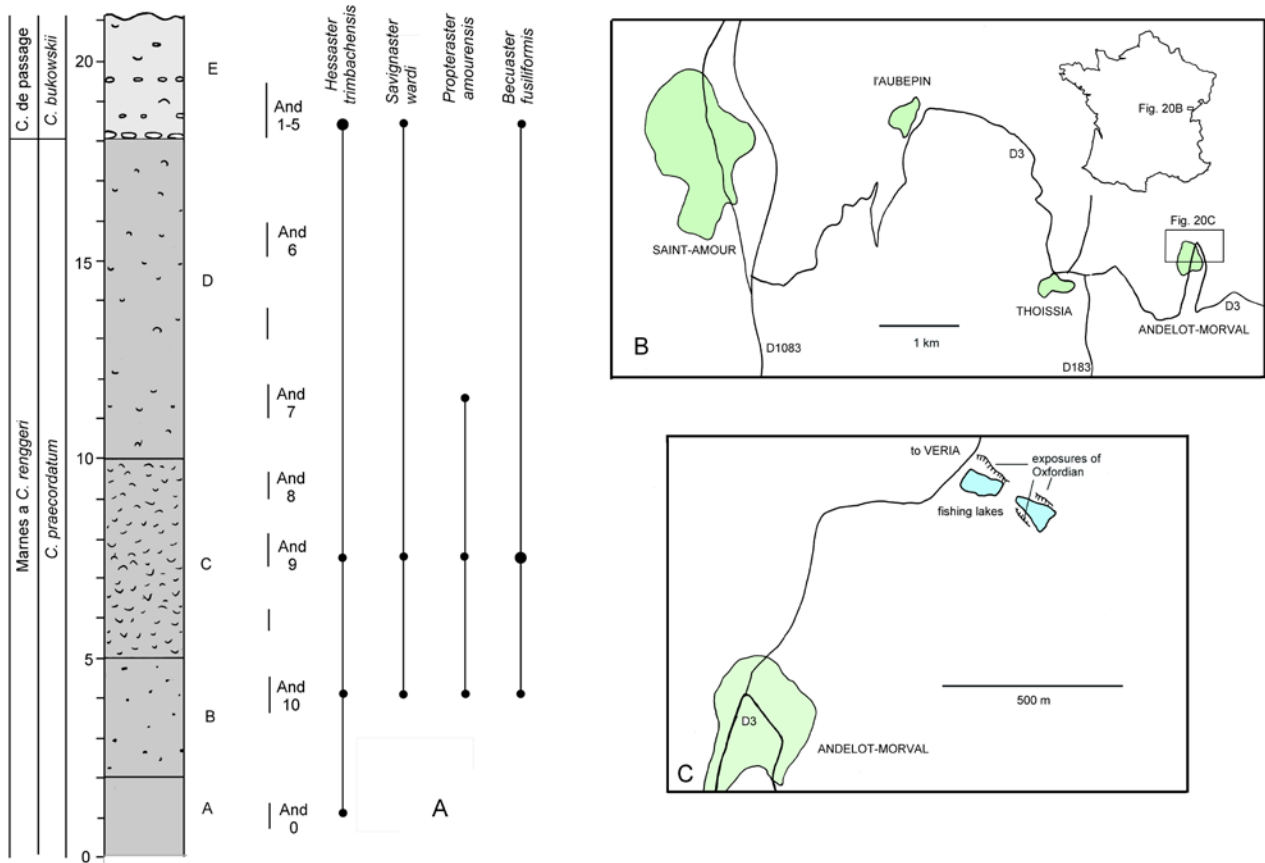 C. de passage
C. bukowskii
Marnes a C. rengeri
C. praecordatum
20
15
10
5
0
E
D
C
B
A
And
1-5
And
6
And
7
And
8
And
9
And
10
And
0
Hessaster
trimbachensis
Savignaster
wardi
Propteraster
amourensis
Becuaster
fusiliformis
A
l'AUBEPIN
Fig. 20B
D3
SAINT-AMOUR
Fig. 20C
THOISSIA
ANDELOT-MORVAL
D3
1 km
B
D1083
D183
to VERIA
exposures of
Oxfordian
fishing lakes
500 m
D3
ANDELOT-MORVAL
C